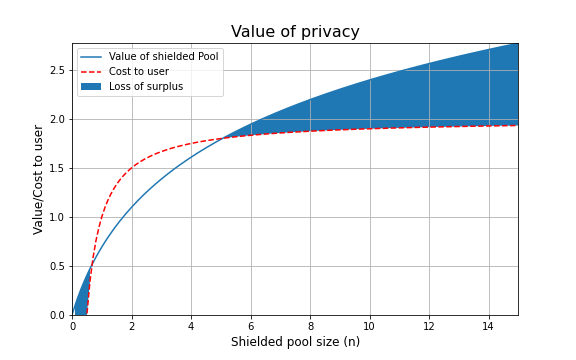 Value of privacy
Value of shielded Pool
Cost to user
Loss of surplus
Value/Cost to user
2.5
2.0
1.5
1.0
0.5
0.0
0 2 4 6 8 10 12 14
Shielded pool size (n)